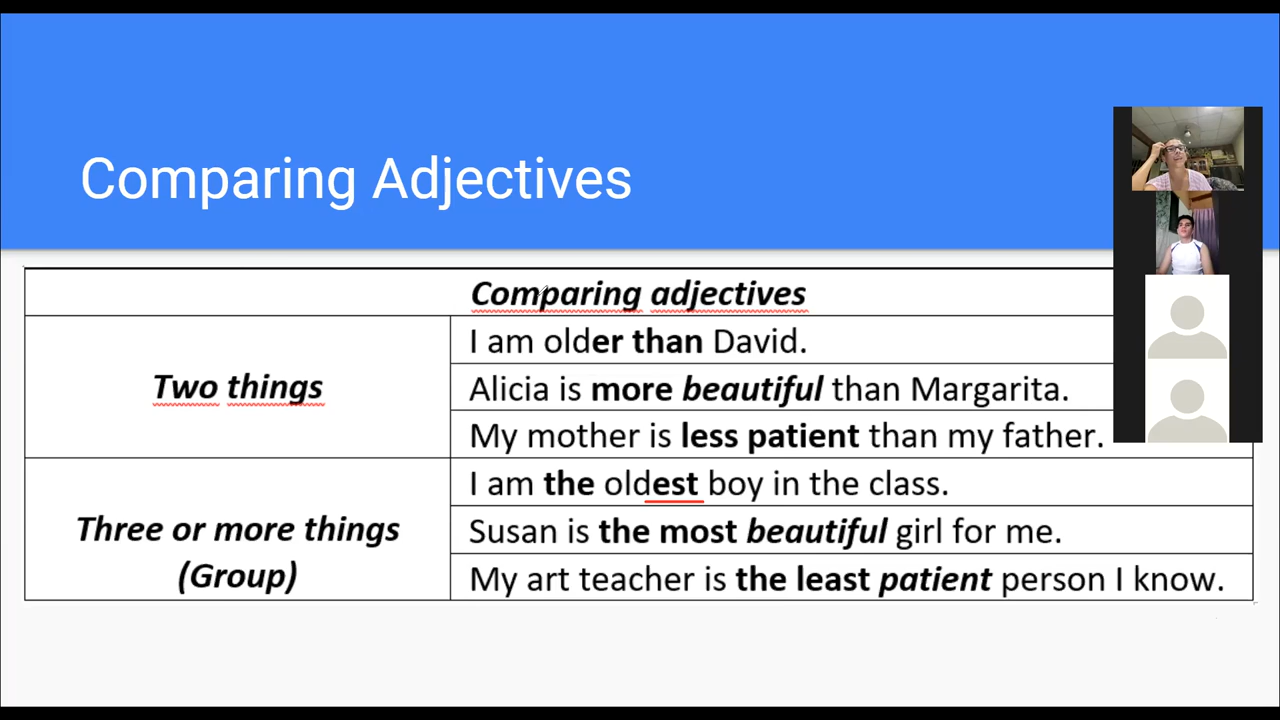 Comparing Adjectives
Comparing adjectives
Two things
I am older than David.
Alicia is more beautiful than Margarita.
My mother is less patient than my father.
Three or more things
(Group)
I am the oldest boy in the class.
Susan is the most beautiful girl for me.
My art teacher is the least patient person I know.